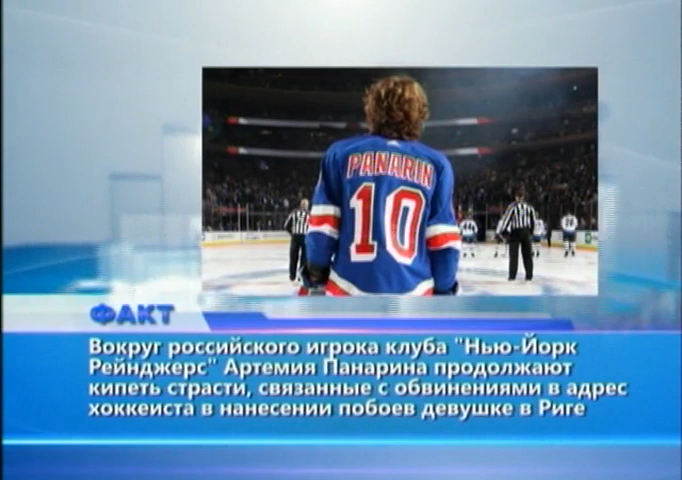 PANARIN
10
ФАКТ
Вокруг российского игрока клуба "Нью-Йорк
Рейнджерс" Артемия Панарина продолжают
кипеть страсти, связанные с обвинениями в адрес
хоккеиста в нанесении побоев девушке в Риге